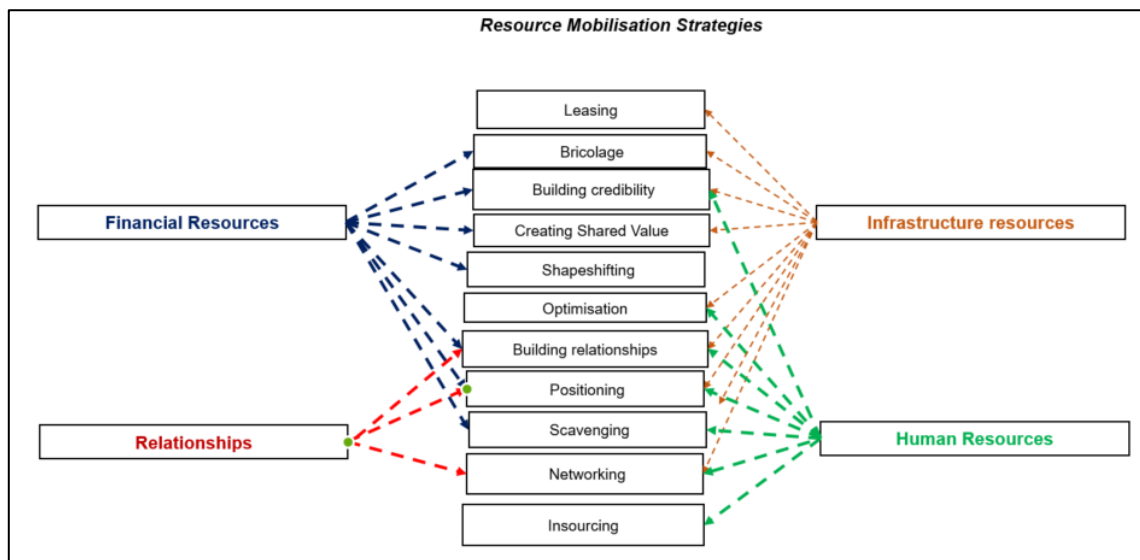 Resource Mobilisation Strategies
Leasing
Bricolage
Building credibility
Financial Resources
Creating Shared Value
Infrastructure resources
Shapeshifting
Optimisation
Building relationships
Positioning
Relationships
Scavenging
Human Resources
Networking
Insourcing